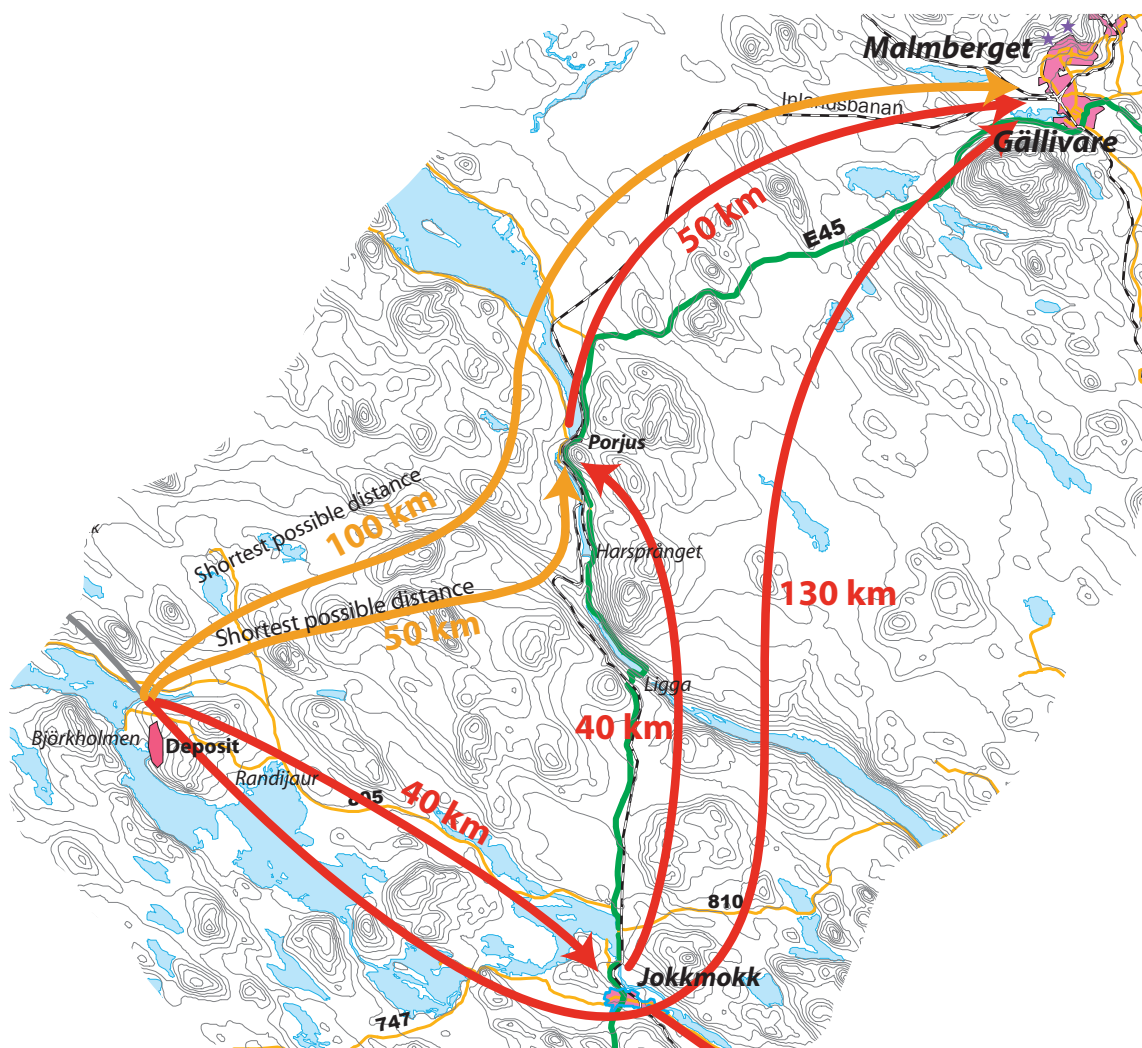 Malmberget
Inlandsbanan
Gällivare
50 km
E45
Porjus
Shortest possible distance
100 km
Harsprånget
Shortest possible distance
50 km
130 km
Ligga
40 km
Björkholmen
Deposit
Randijaur
805
40 km
810
Jokkmokk
747